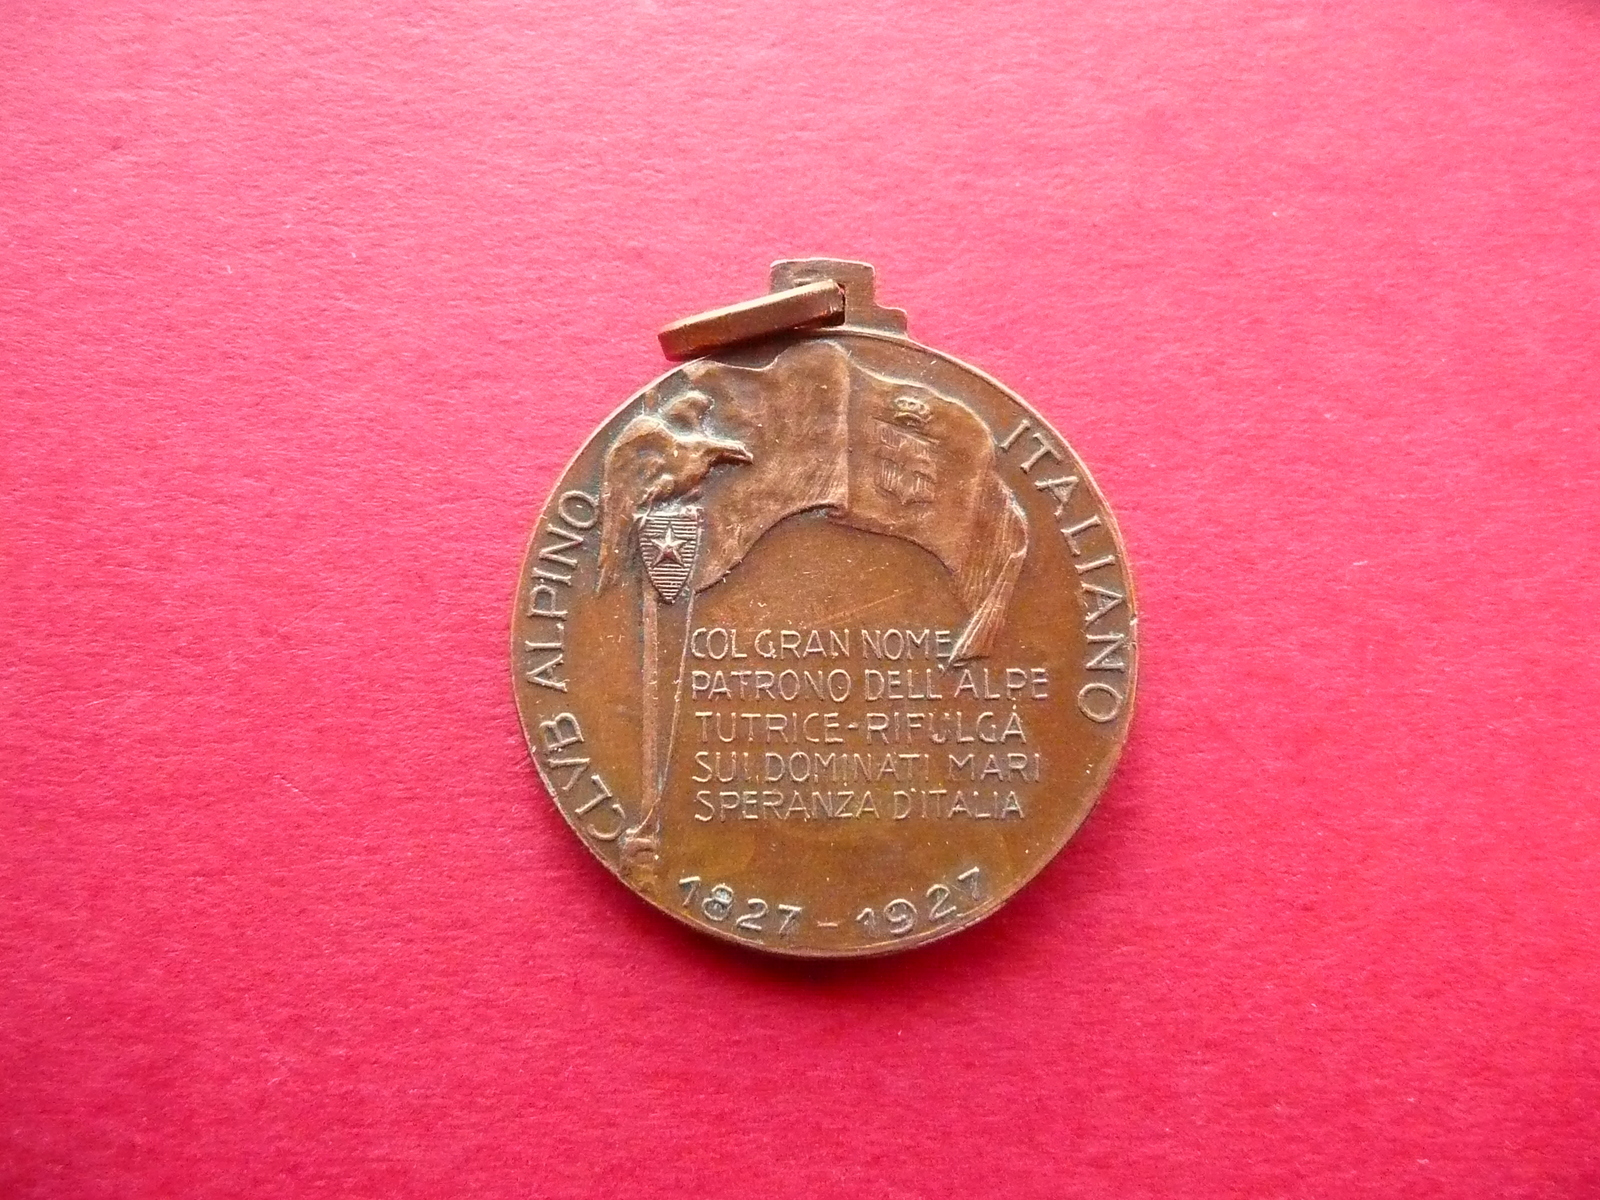 CLVB ALPINO ITALIANO
COL GRAN NOME
PATRONO DELL'ALPE
TUTRICE-RIFULGA
SUI DOMINATI MARI
SPERANZA D'ITALIA
1827-1927